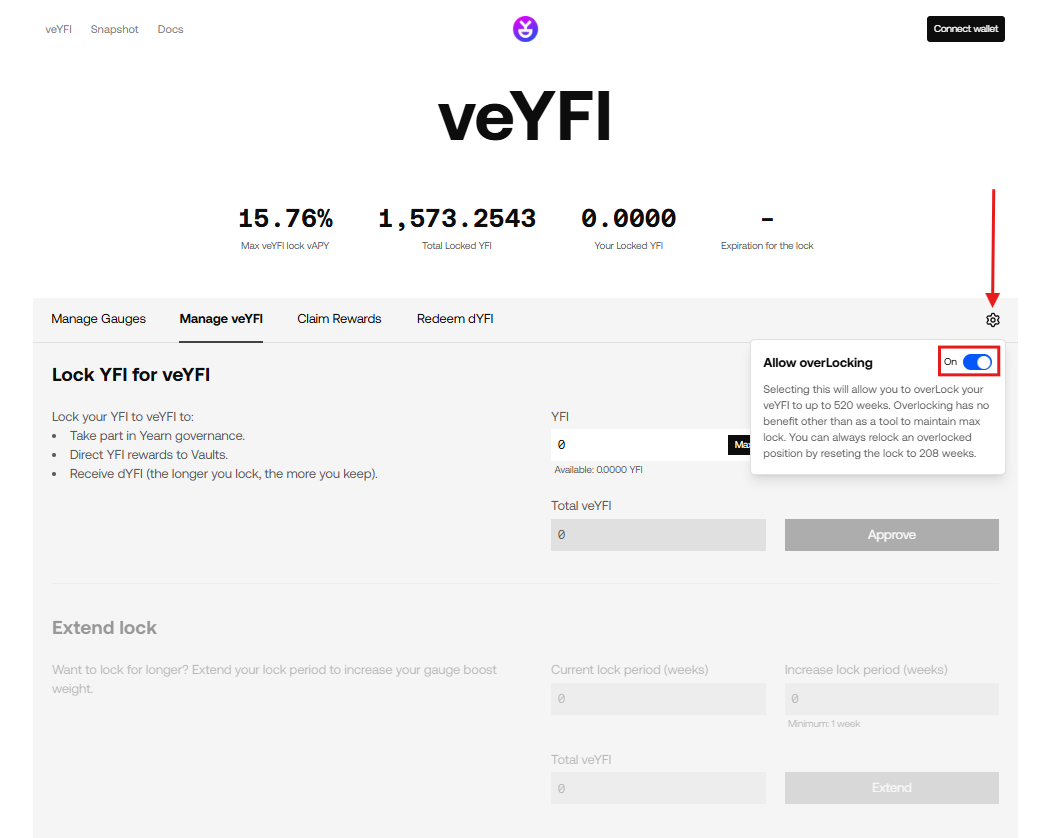 veYFI Snapshot Docs Connect wallet
veYFI
15.76% 1,573.2543 0.0000 –
Max veYFI lock vAPY Total Locked YFI Your Locked YFI Expiration for the lock
Manage Gauges Manage veYFI Claim Rewards Redeem dYFI
Allow overLocking On
Selecting this will allow you to overLock your
veYFI to up to 520 weeks. Overlocking has no
benefit other than as a tool to maintain max
lock. You can always relock an overlocked
position by reseting the lock to 208 weeks.
Lock YFI for veYFI
Lock your YFI to veYFI to:
• Take part in Yearn governance.
• Direct YFI rewards to Vaults.
• Receive dYFI (the longer you lock, the more you keep).
YFI
0 Max
Available: 0.0000 YFI
Total veYFI
0 Approve
Extend lock
Want to lock for longer? Extend your lock period to increase your gauge boost
weight.
Current lock period (weeks) Increase lock period (weeks)
0 0
Minimum: 1 week
Total veYFI
0 Extend